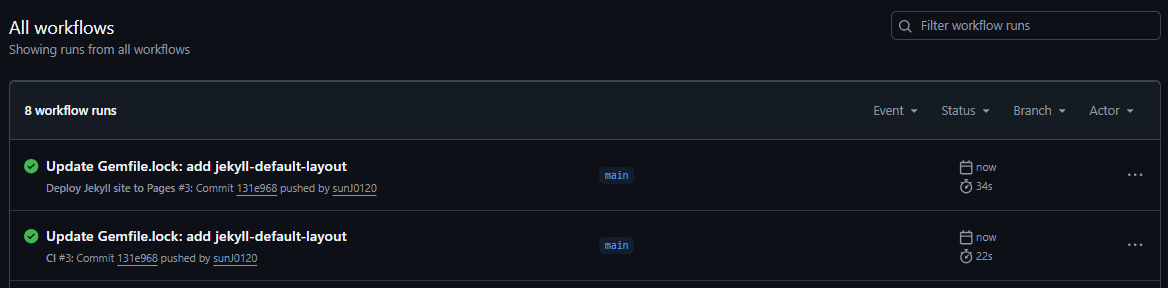 All workflows
Showing runs from all workflows
Filter workflow runs
8 workflow runs
Event
Status
Branch
Actor
Update Gemfile.lock: add jekyll-default-layout
Deploy Jekyll site to Pages #3: Commit 131e968 pushed by sunJ0120
main
now
34s
Update Gemfile.lock: add jekyll-default-layout
CI #3: Commit 131e968 pushed by sunJ0120
main
now
22s